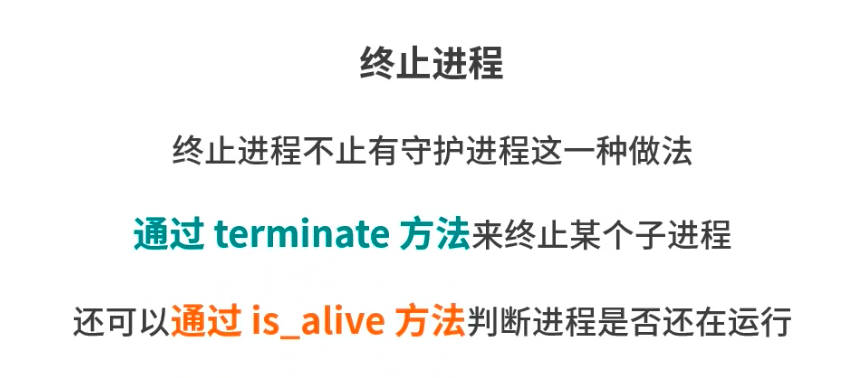 终止进程
终止进程不止有守护进程这一种做法
通过 terminate 方法来终止某个子进程
还可以通过 is_alive 方法判断进程是否还在运行